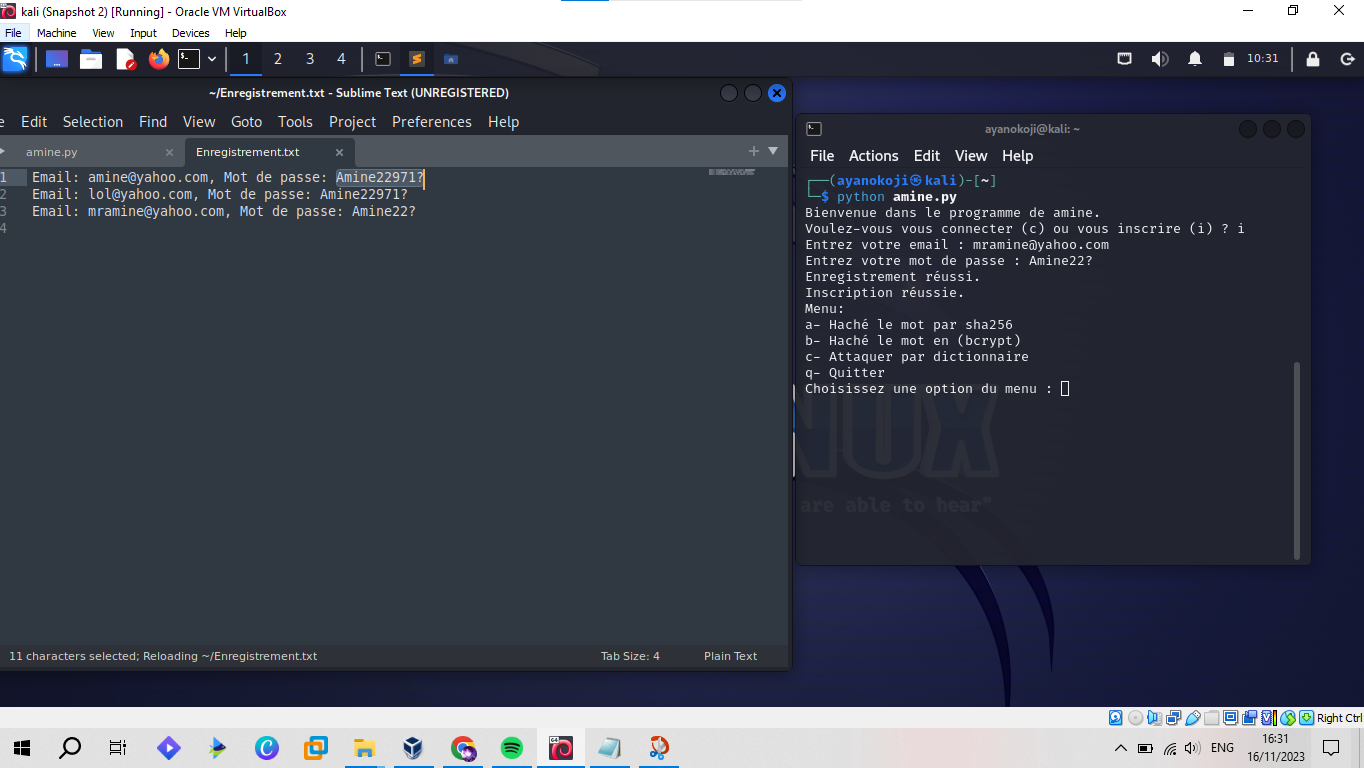 kali (Snapshot 2) [Running] - Oracle VM VirtualBox
File Machine View Input Devices Help
1 2 3 4 10:31
~/Enregistrement.txt - Sublime Text (UNREGISTERED)
Edit Selection Find View Goto Tools Project Preferences Help
amine.py Enregistrement.txt
1 Email: amine@yahoo.com, Mot de passe: Amine22971?
2 Email: lol@yahoo.com, Mot de passe: Amine22971?
3 Email: mramine@yahoo.com, Mot de passe: Amine22?
4
11 characters selected; Reloading ~/Enregistrement.txt Tab Size: 4 Plain Text
ayanokoji@kali: ~
File Actions Edit View Help
┌──(ayanokoji㉿kali)-[~]
└─$ python amine.py
Bienvenue dans le programme de amine.
Voulez-vous vous connecter (c) ou vous inscrire (i) ? i
Entrez votre email : mramine@yahoo.com
Entrez votre mot de passe : Amine22?
Enregistrement réussi.
Inscription réussie.
Menu:
a- Haché le mot par sha256
b- Haché le mot en (bcrypt)
c- Attaquer par dictionnaire
q- Quitter
Choisissez une option du menu :
NUX
are able to hear"
Right Ctrl
ENG 16:31
16/11/2023